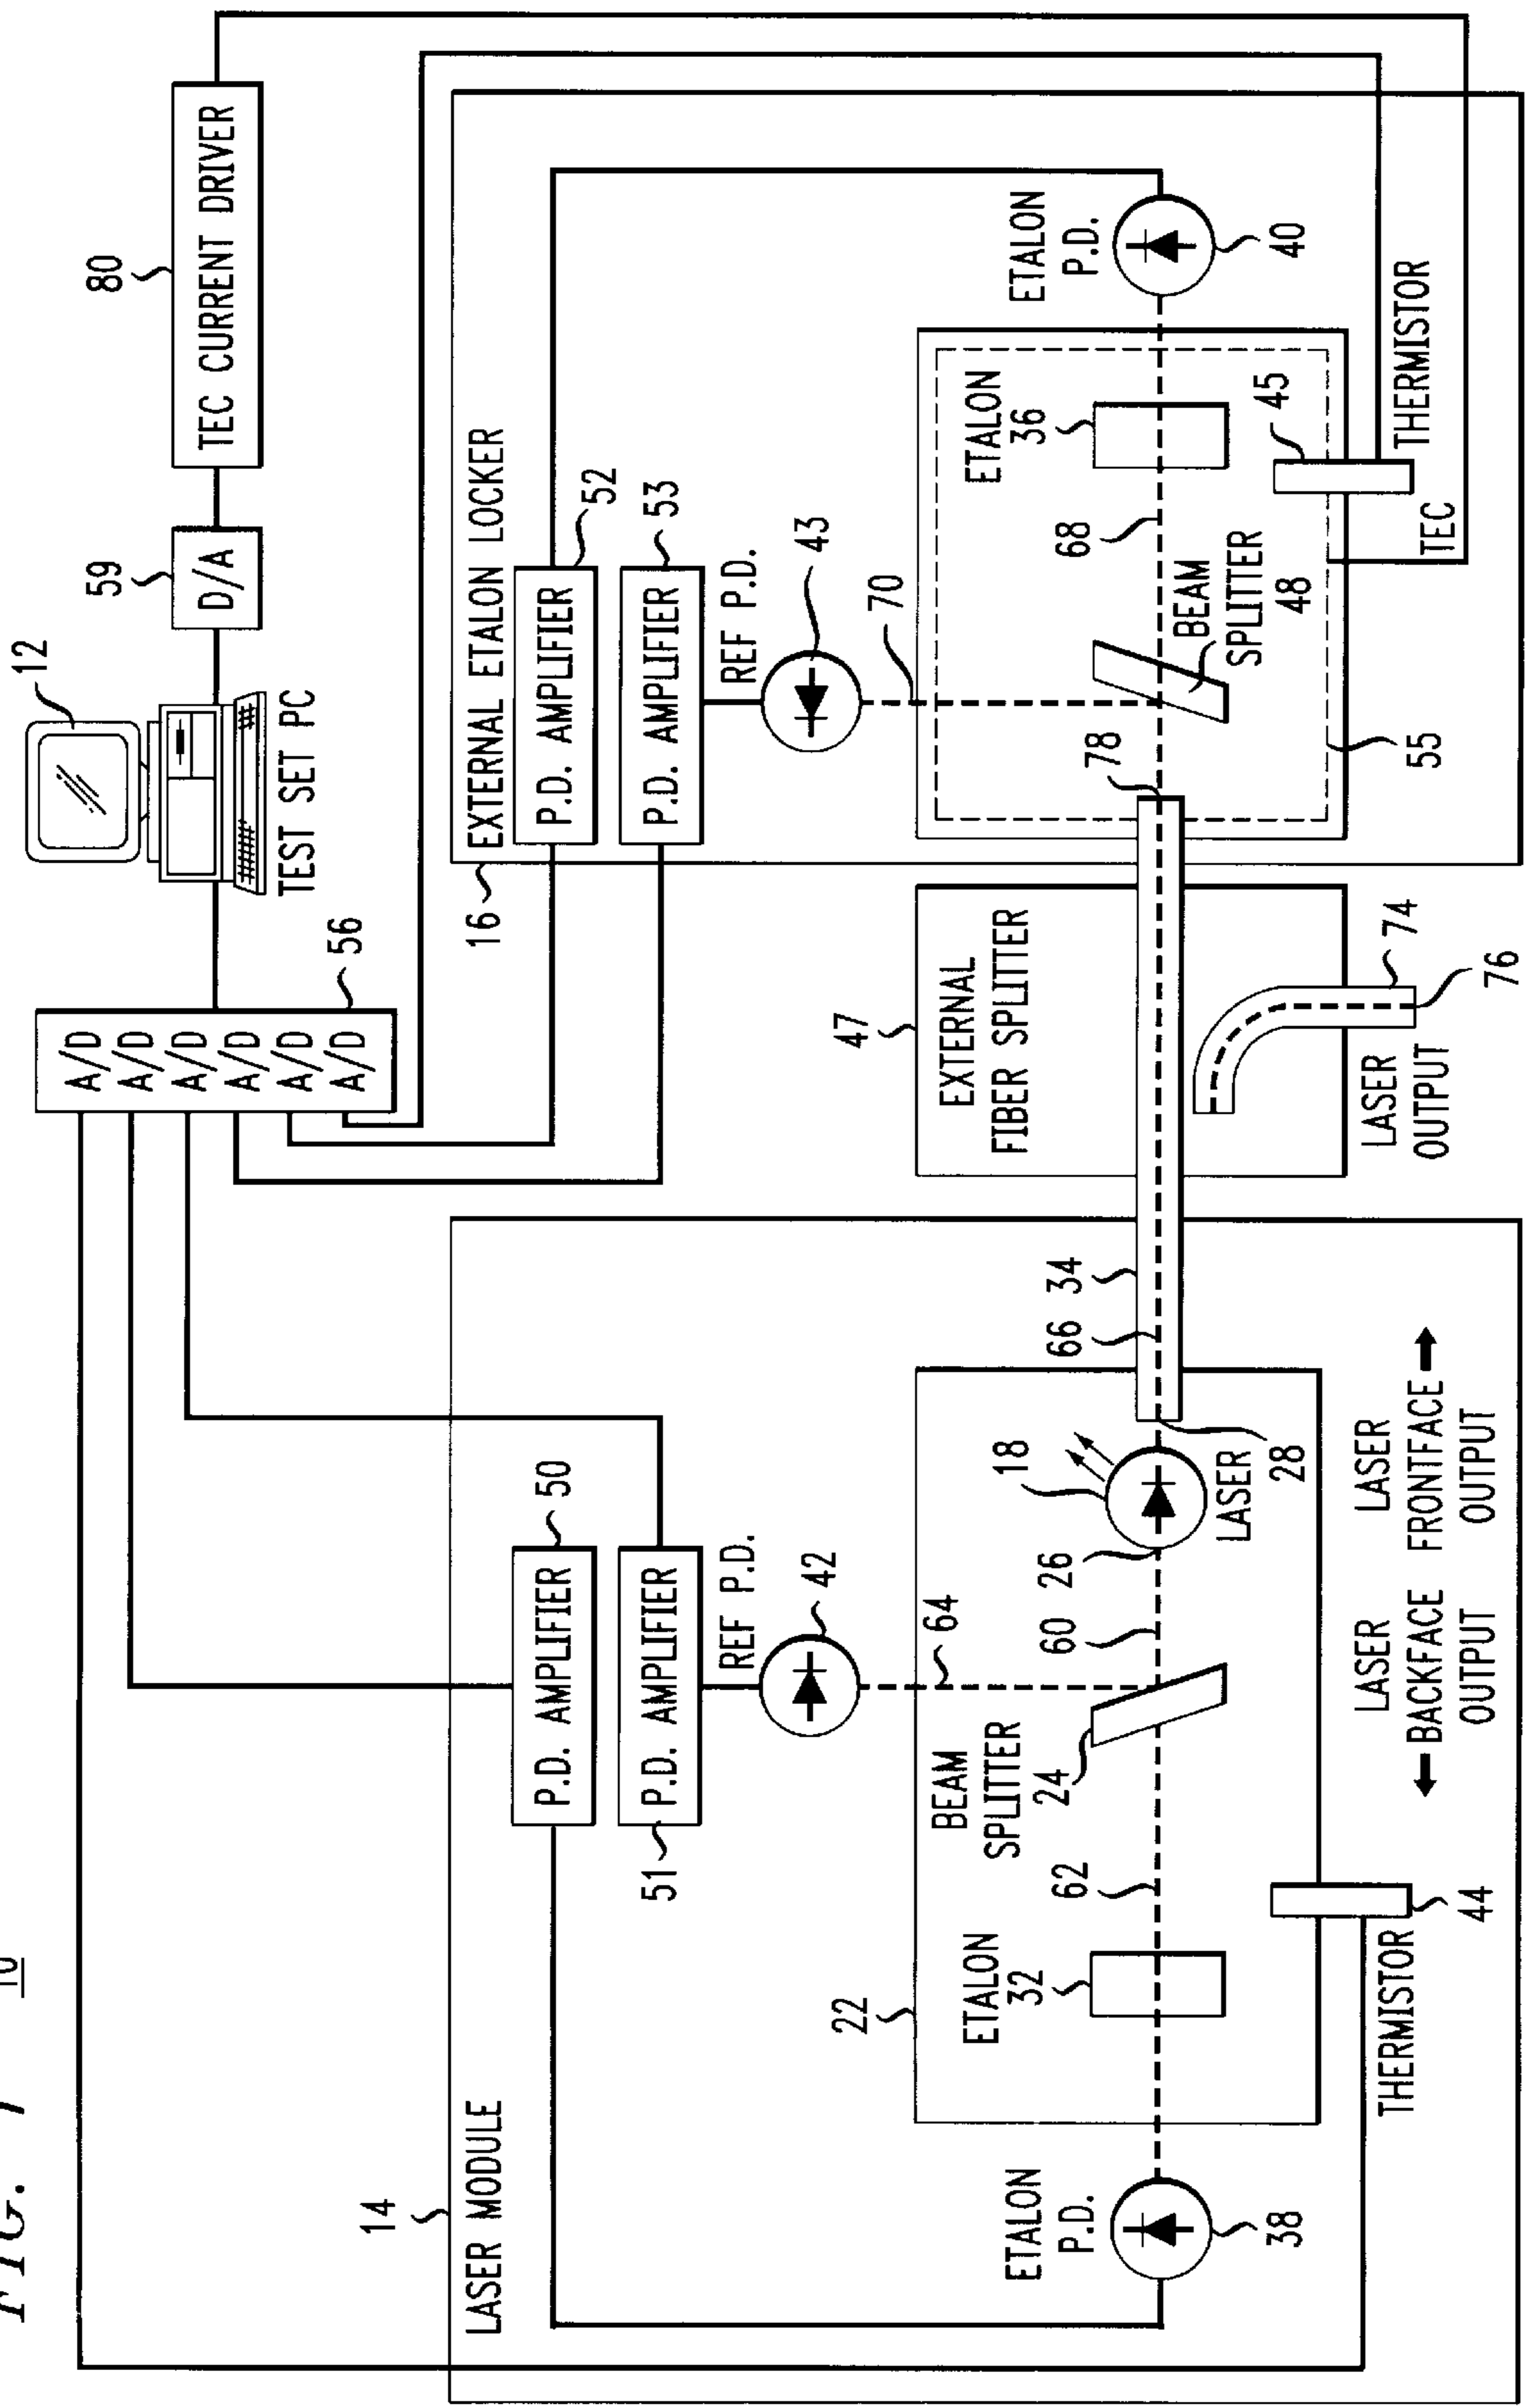 FIG. 1
10
12
TEST SET PC
56
A/D
A/D
A/D
A/D
A/D
A/D
59
D/A
80
TEC CURRENT DRIVER
14
LASER MODULE
50
P.D. AMPLIFIER
51
P.D. AMPLIFIER
REF P.D.
42
64
22
BEAM
SPLITTER
24
ETALON
32
62
60
26
18
LASER
28
66
34
ETALON
P.D.
38
THERMISTOR
44
LASER
BACKFACE
OUTPUT
LASER
FRONTFACE
OUTPUT
47
EXTERNAL
FIBER SPLITTER
LASER
OUTPUT
74
76
16
EXTERNAL ETALON LOCKER
52
P.D. AMPLIFIER
53
P.D. AMPLIFIER
REF P.D.
43
70
78
BEAM
SPLITTER
48
68
ETALON
36
ETALON
P.D.
40
45
THERMISTOR
TEC
55